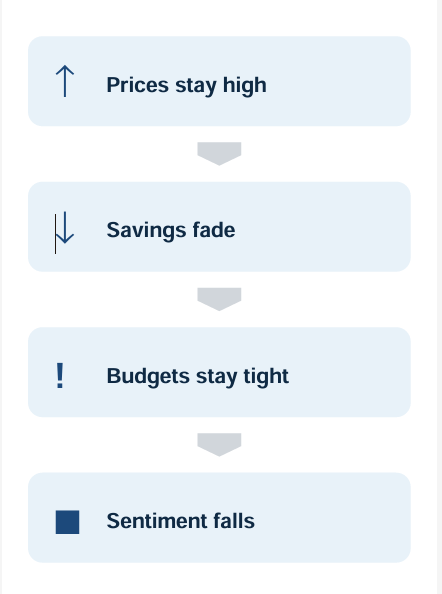 ↑ Prices stay high
↓ Savings fade
! Budgets stay tight
■ Sentiment falls